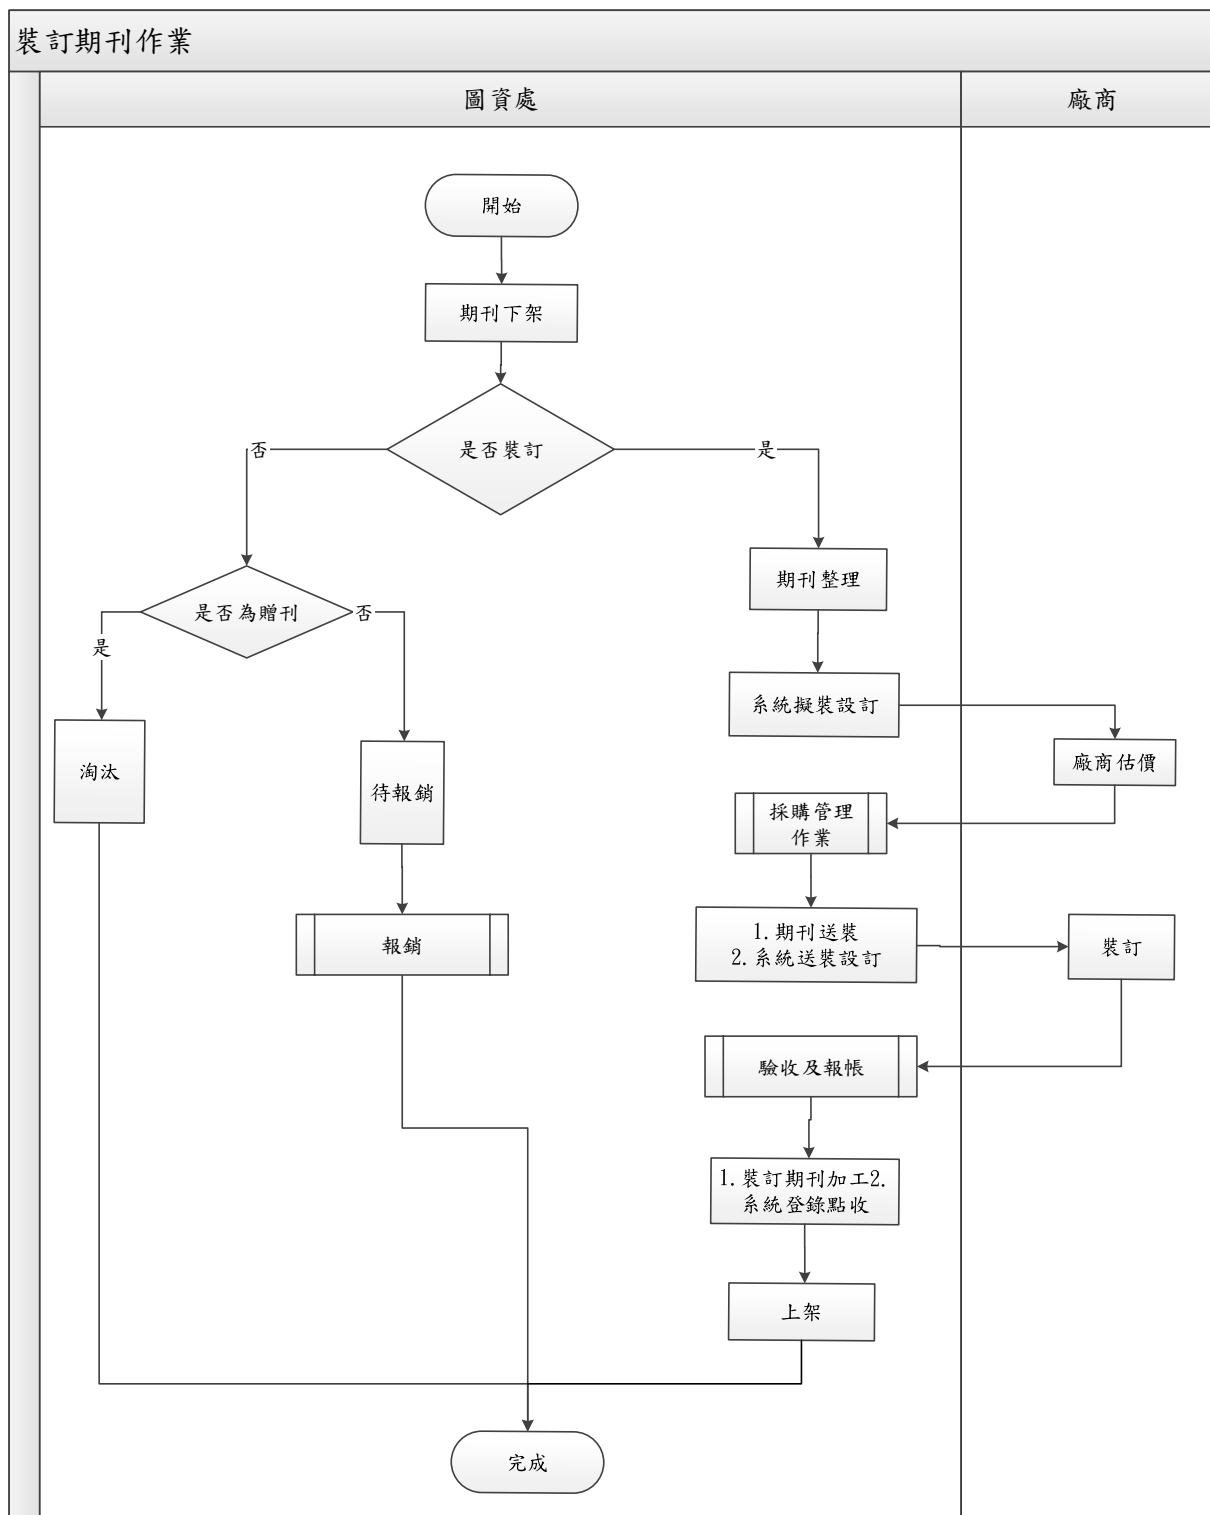 裝訂期刊作業
圖資處
廠商
開始
期刊下架
是否裝訂
否
是
期刊整理
是否為贈刊
否
是
系統擬裝設訂
淘汰
待報銷
廠商估價
採購管理
作業
報銷
1.期刊送裝
2.系統送裝設訂
裝訂
驗收及報帳
1.裝訂期刊加工2.
系統登錄點收
上架
完成